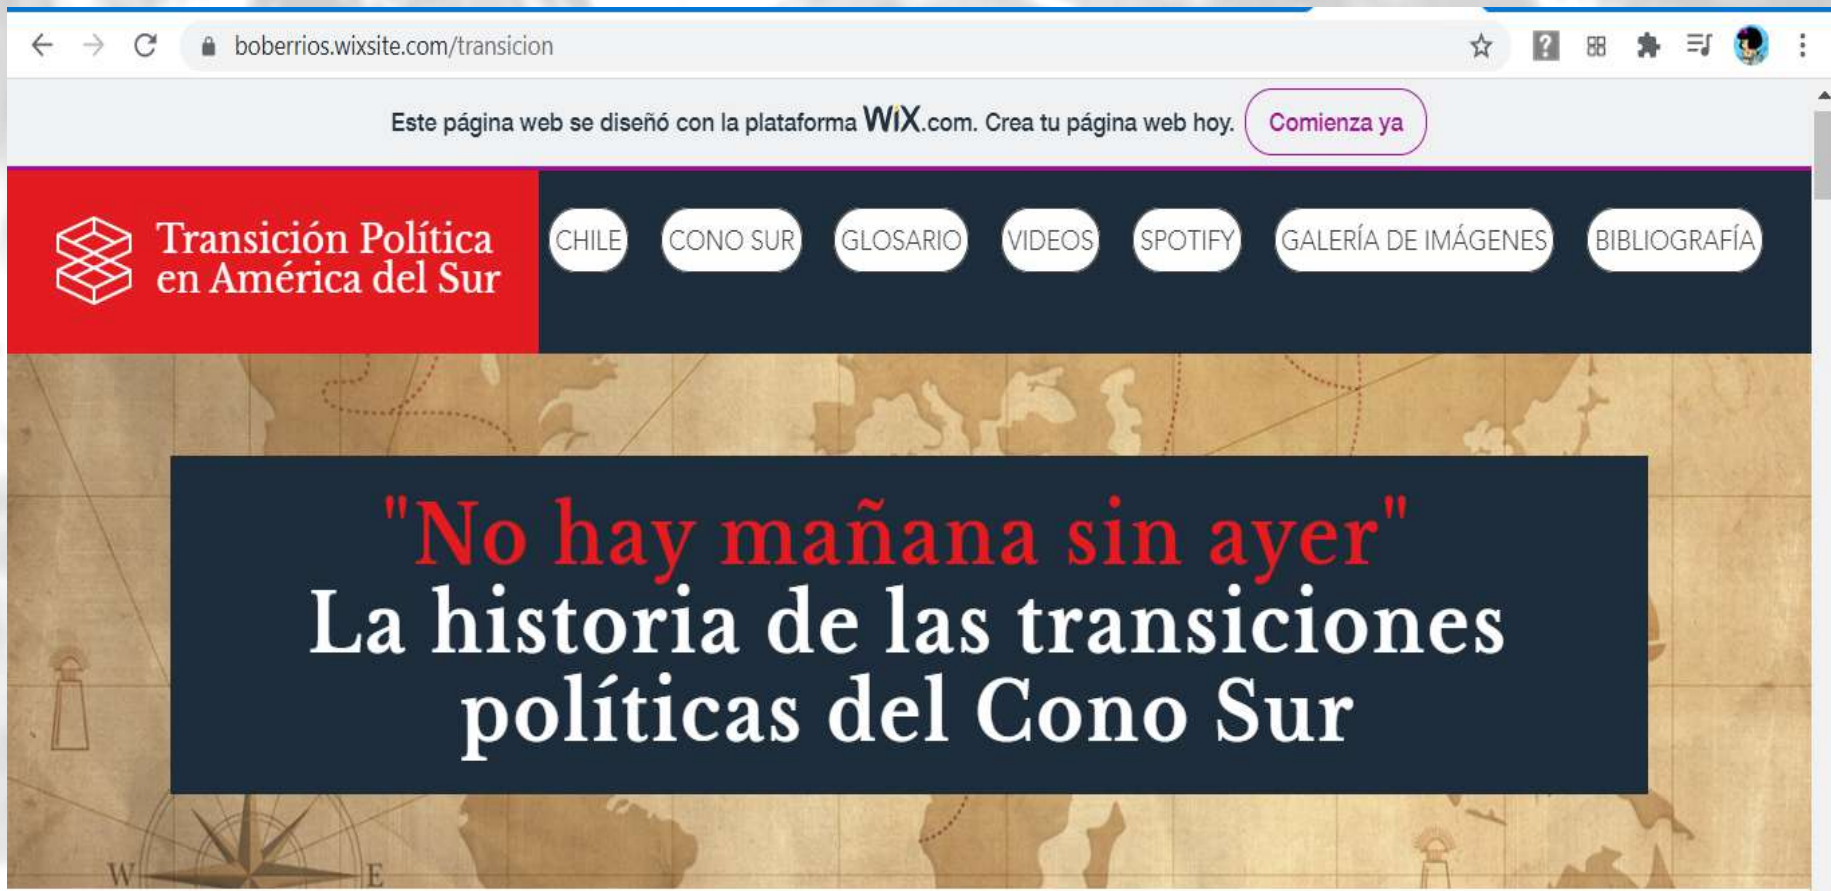 boberrios.wixsite.com/transicion
Este página web se diseñó con la plataforma WiX.com. Crea tu página web hoy. Comienza ya
Transición Política
en América del Sur
CHILE CONO SUR GLOSARIO VIDEOS SPOTIFY GALERÍA DE IMÁGENES BIBLIOGRAFÍA
"No hay mañana sin ayer"
La historia de las transiciones
políticas del Cono Sur
W E